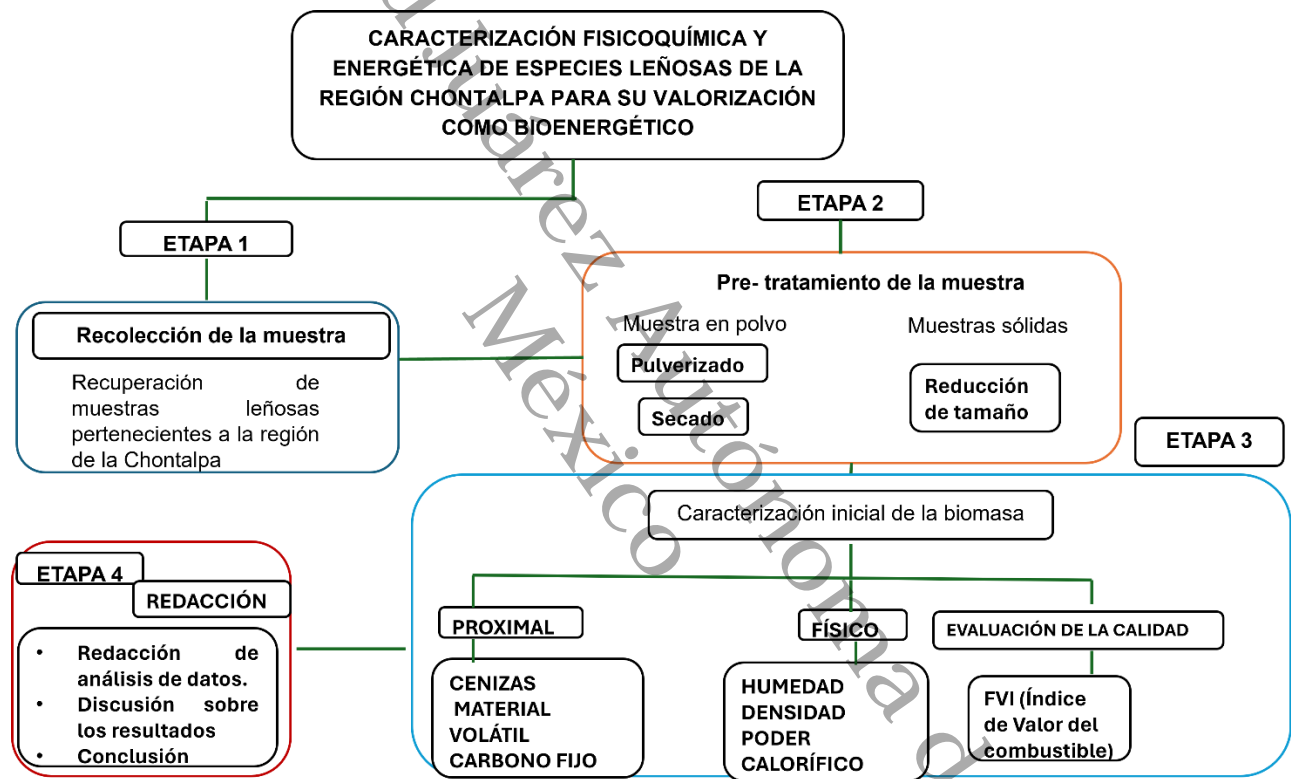 CARACTERIZACIÓN FISICOQUÍMICA Y
ENERGÉTICA DE ESPECIES LEÑOSAS DE LA
REGIÓN CHONTALPA PARA SU VALORIZACIÓN
COMO BIOENERGÉTICO
ETAPA 1
Recolección de la muestra
Recuperación de
muestras leñosas
pertenecientes a la región
de la Chontalpa
ETAPA 2
Pre- tratamiento de la muestra
Muestra en polvo
Pulverizado
Secado
Muestras sólidas
Reducción
de tamaño
ETAPA 3
Caracterización inicial de la biomasa
PROXIMAL
CENIZAS
MATERIAL
VOLÁTIL
CARBONO FIJO
FÍSICO
HUMEDAD
DENSIDAD
PODER
CALORÍFICO
EVALUACIÓN DE LA CALIDAD
FVI (Índice
de Valor del
combustible)
ETAPA 4
REDACCIÓN
• Redacción de
análisis de datos.
• Discusión sobre
los resultados
• Conclusión
Juárez Autónoma d
México